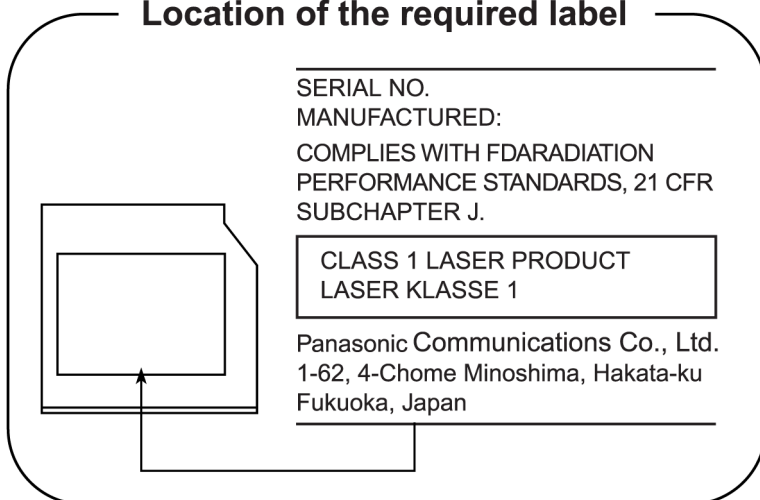 Location of the required label
SERIAL NO.
MANUFACTURED:
COMPLIES WITH FDARADIATION
PERFORMANCE STANDARDS, 21 CFR
SUBCHAPTER J.
CLASS 1 LASER PRODUCT
LASER KLASSE 1
Panasonic Communications Co., Ltd.
1-62, 4-Chome Minoshima, Hakata-ku
Fukuoka, Japan